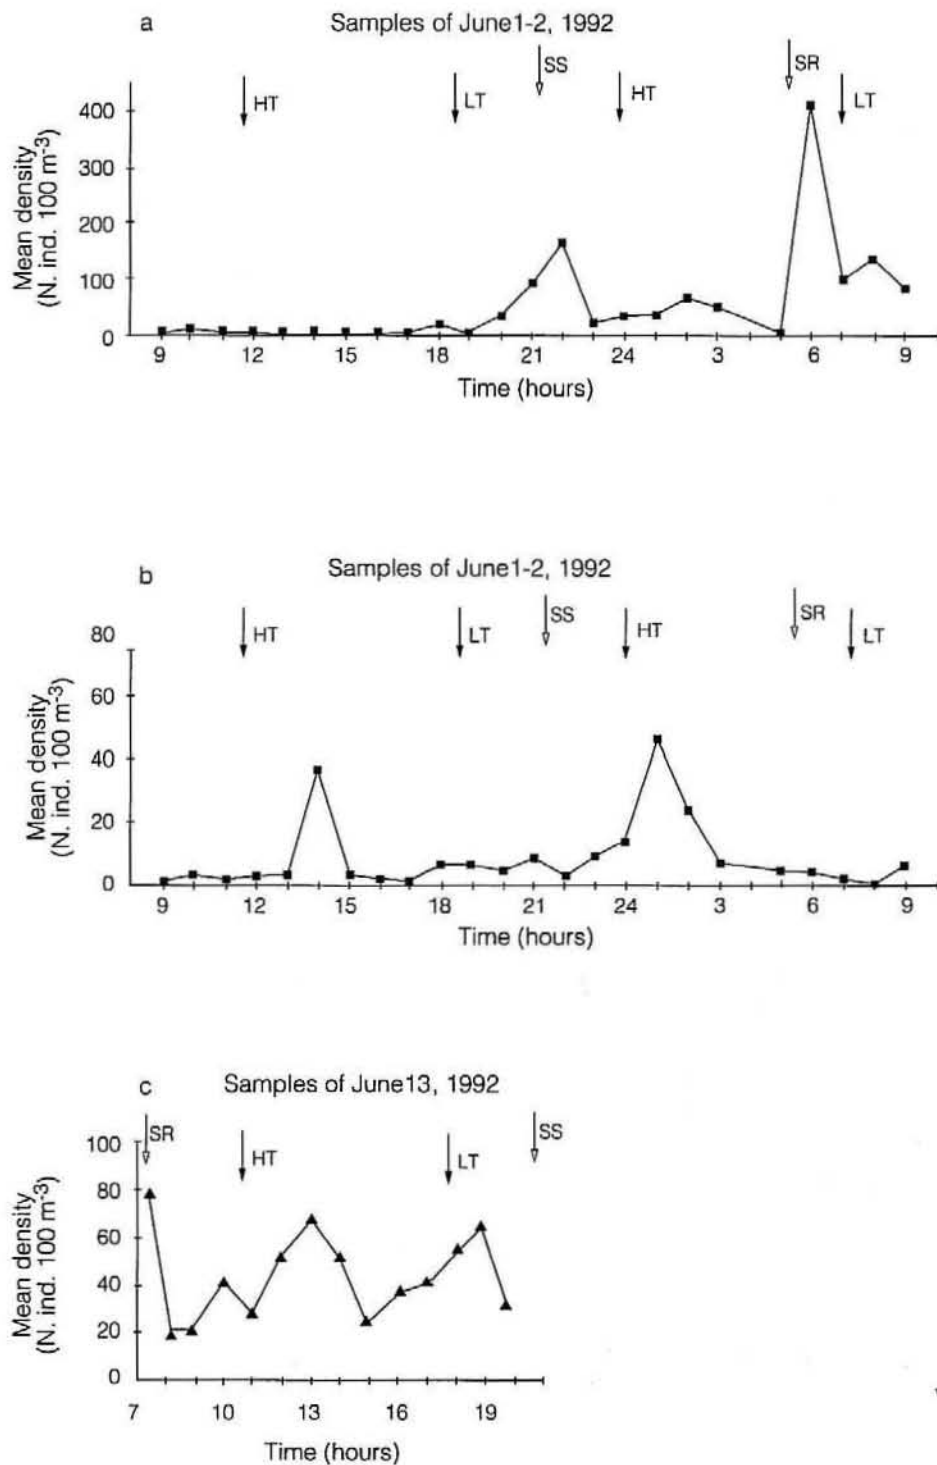 a
Samples of June1-2, 1992
HT
LT
SS
HT
SR
LT
Mean density
(N. ind. 100 m-3)
400
300
200
100
0
9 12 15 18 21 24 3 6 9
Time (hours)
b
Samples of June1-2, 1992
HT
LT
SS
HT
SR
LT
Mean density
(N. ind. 100 m-3)
80
60
40
20
0
9 12 15 18 21 24 3 6 9
Time (hours)
c
Samples of June13, 1992
SR
HT
LT
SS
Mean density
(N. ind. 100 m-3)
100
80
60
40
20
0
7 10 13 16 19
Time (hours)